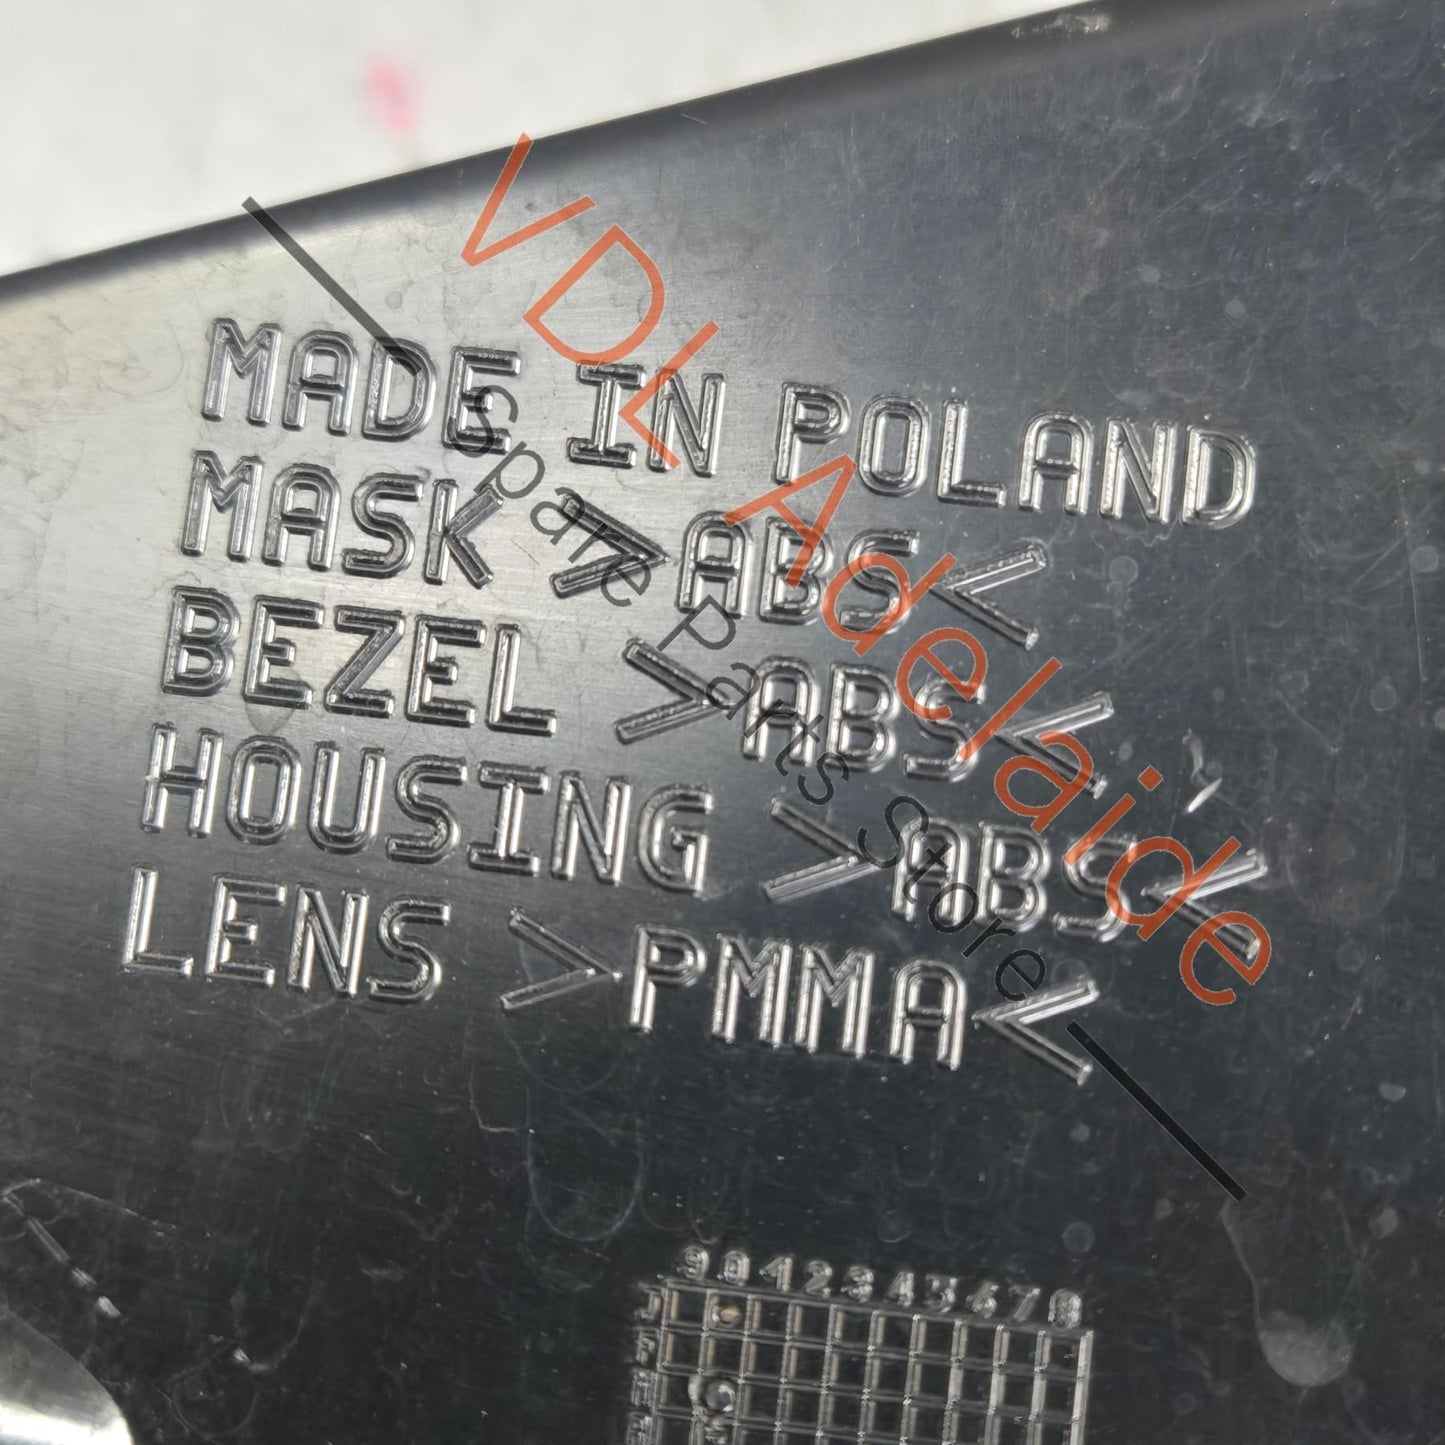 MADE IN POLAND
MASK >ABS<
BEZEL >ABS<
HOUSING >ABS<
LENS >PMMA<
VDL Adelaide
Spare Parts Store
9 0 1 2 3 4 5 6 7 8
J
F
M